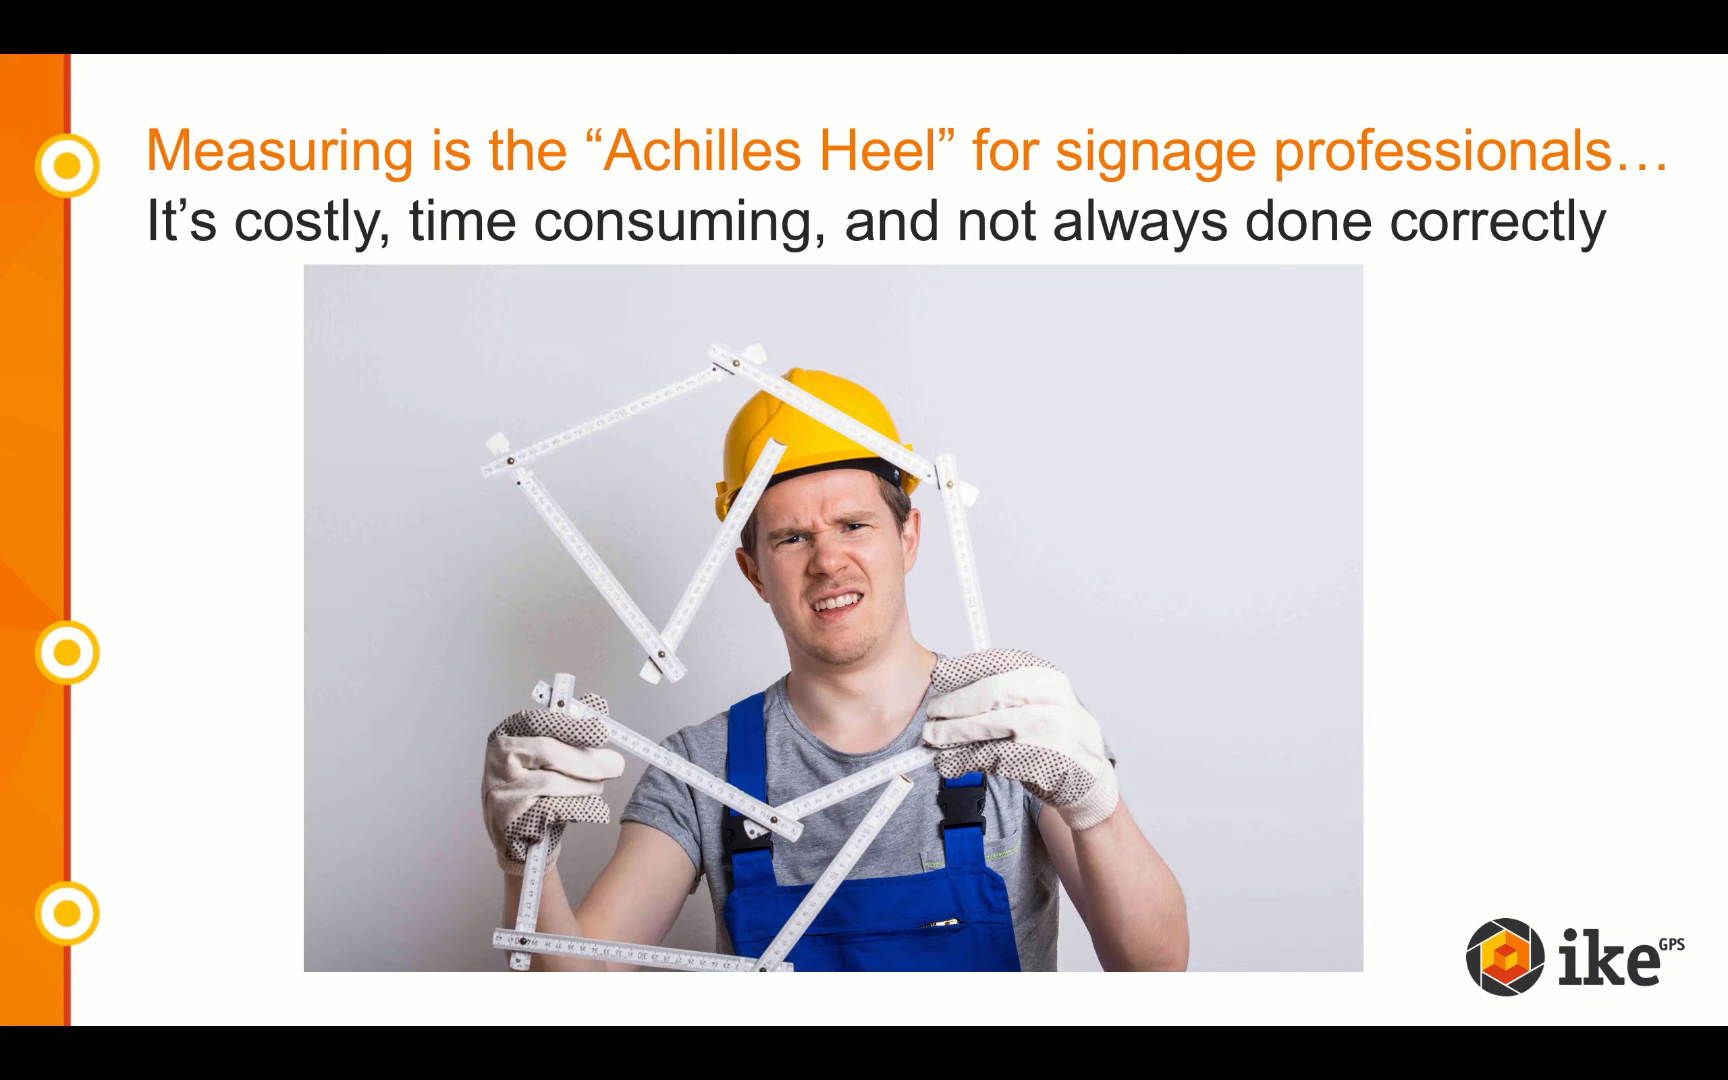 Measuring is the “Achilles Heel” for signage professionals…
It’s costly, time consuming, and not always done correctly
ike GPS